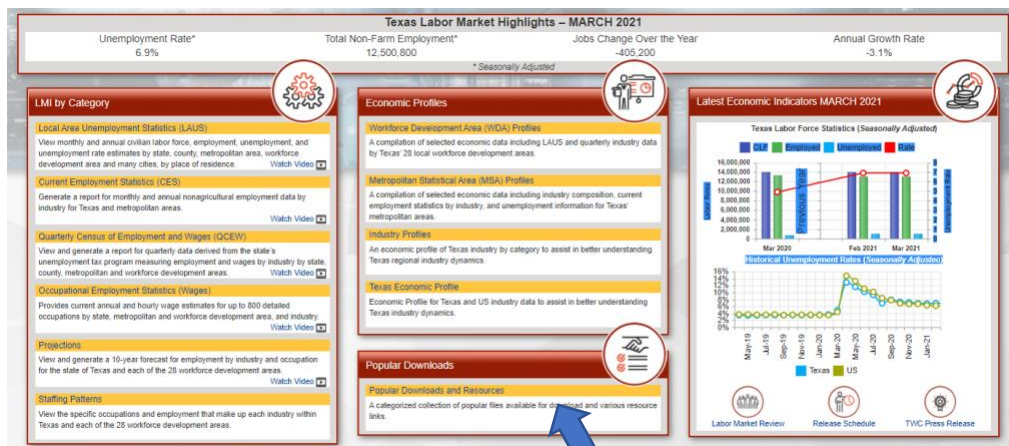 Texas Labor Market Highlights – MARCH 2021
Unemployment Rate* Total Non-Farm Employment* Jobs Change Over the Year Annual Growth Rate
6.9% 12,500,800 -405,200 -3.1%
* Seasonally Adjusted
LMI by Category
Local Area Unemployment Statistics (LAUS)
View monthly and annual civilian labor force, employment, unemployment, and
unemployment rate estimates by state, county, metropolitan area, workforce
development area and many cities, by place of residence. Watch Video
Current Employment Statistics (CES)
Generate a report for monthly and annual nonagricultural employment data by
industry for Texas and metropolitan areas.
Watch Video
Quarterly Census of Employment and Wages (QCEW)
View and generate a report for quarterly data derived from the state's
unemployment tax program measuring employment and wages by industry by state,
county, metropolitan and workforce development areas. Watch Video
Occupational Employment Statistics (Wages)
Provides current annual and hourly wage estimates for up to 800 detailed
occupations by state, metropolitan and workforce development area, and industry.
Watch Video
Projections
View and generate a 10-year forecast for employment by industry and occupation
for the state of Texas and each of the 28 workforce development areas.
Watch Video
Staffing Patterns
View the specific occupations and employment that make up each industry within
Texas and each of the 28 workforce development areas.
Economic Profiles
Workforce Development Area (WDA) Profiles
A compilation of selected economic data including LAUS and quarterly industry data
by Texas' 28 local workforce development areas.
Metropolitan Statistical Area (MSA) Profiles
A compilation of selected economic data including industry composition, current
employment statistics by industry, and unemployment information for Texas'
metropolitan areas.
Industry Profiles
An economic profile of Texas industry by category to assist in better understanding
Texas regional industry dynamics.
Texas Economic Profile
Economic Profile for Texas and US industry data to assist in better understanding
Texas industry dynamics.
Popular Downloads
Popular Downloads and Resources
A categorized collection of popular files available for download and various resource
links.
Latest Economic Indicators MARCH 2021
Texas Labor Force Statistics (Seasonally Adjusted)
CLF Employed Unemployed Rate
16,000,000
14,000,000
12,000,000
10,000,000
8,000,000
6,000,000
4,000,000
2,000,000
0
Labor Force
Previous Year
Unemployment Rate
Mar 2020 Feb 2021 Mar 2021
Historical Unemployment Rates (Seasonally Adjusted)
16%
14%
12%
10%
8%
6%
4%
2%
0%
May-19 Jul-19 Sep-19 Nov-19 Jan-20 Mar-20 May-20 Jul-20 Sep-20 Nov-20 Jan-21
Texas US
Labor Market Review Release Schedule TWC Press Release